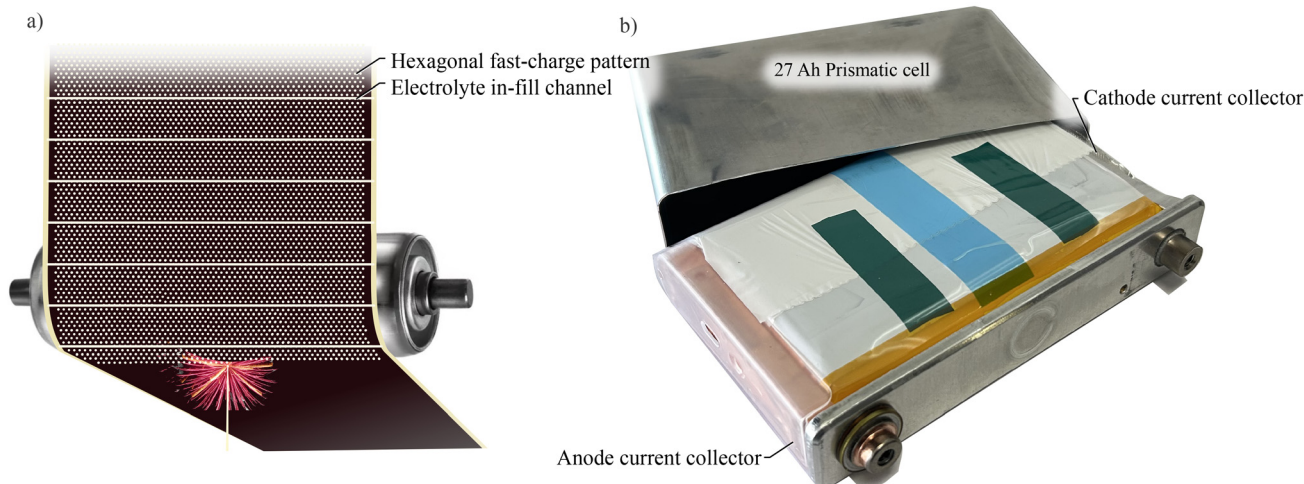 a)
Hexagonal fast-charge pattern
Electrolyte in-fill channel
b)
27 Ah Prismatic cell
Cathode current collector
Anode current collector